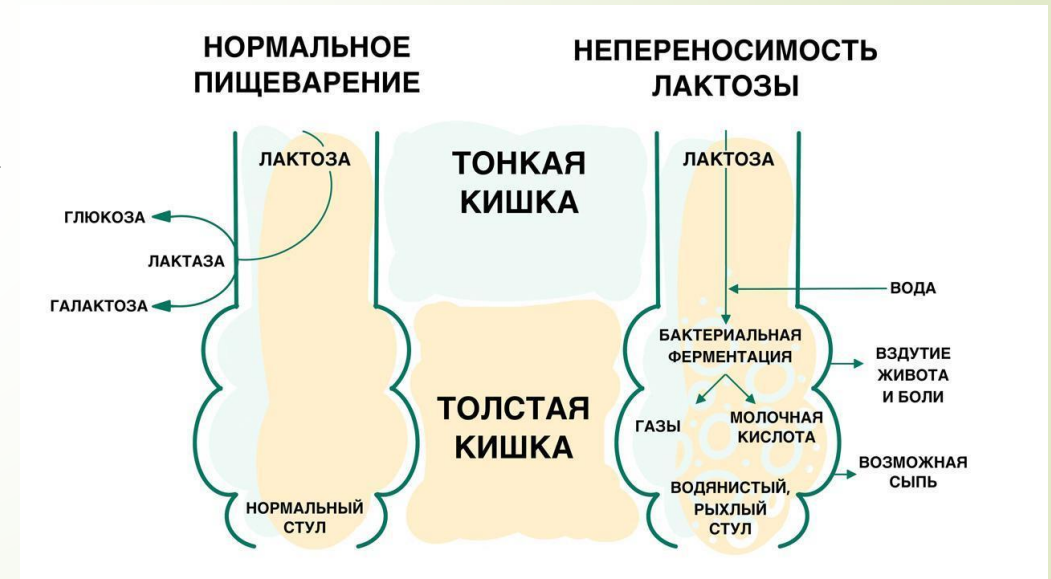 НОРМАЛЬНОЕ
ПИЩЕВАРЕНИЕ
ЛАКТОЗА
ГЛЮКОЗА
ЛАКТАЗА
ГАЛАКТОЗА
НОРМАЛЬНЫЙ
СТУЛ
ТОНКАЯ
КИШКА
ТОЛСТАЯ
КИШКА
НЕПЕРЕНОСИМОСТЬ
ЛАКТОЗЫ
ЛАКТОЗА
ВОДА
БАКТЕРИАЛЬНАЯ
ФЕРМЕНТАЦИЯ
ВЗДУТИЕ
ЖИВОТА
И БОЛИ
ГАЗЫ
МОЛОЧНАЯ
КИСЛОТА
ВОЗМОЖНАЯ
СЫПЬ
ВОДЯНИСТЫЙ,
РЫХЛЫЙ
СТУЛ